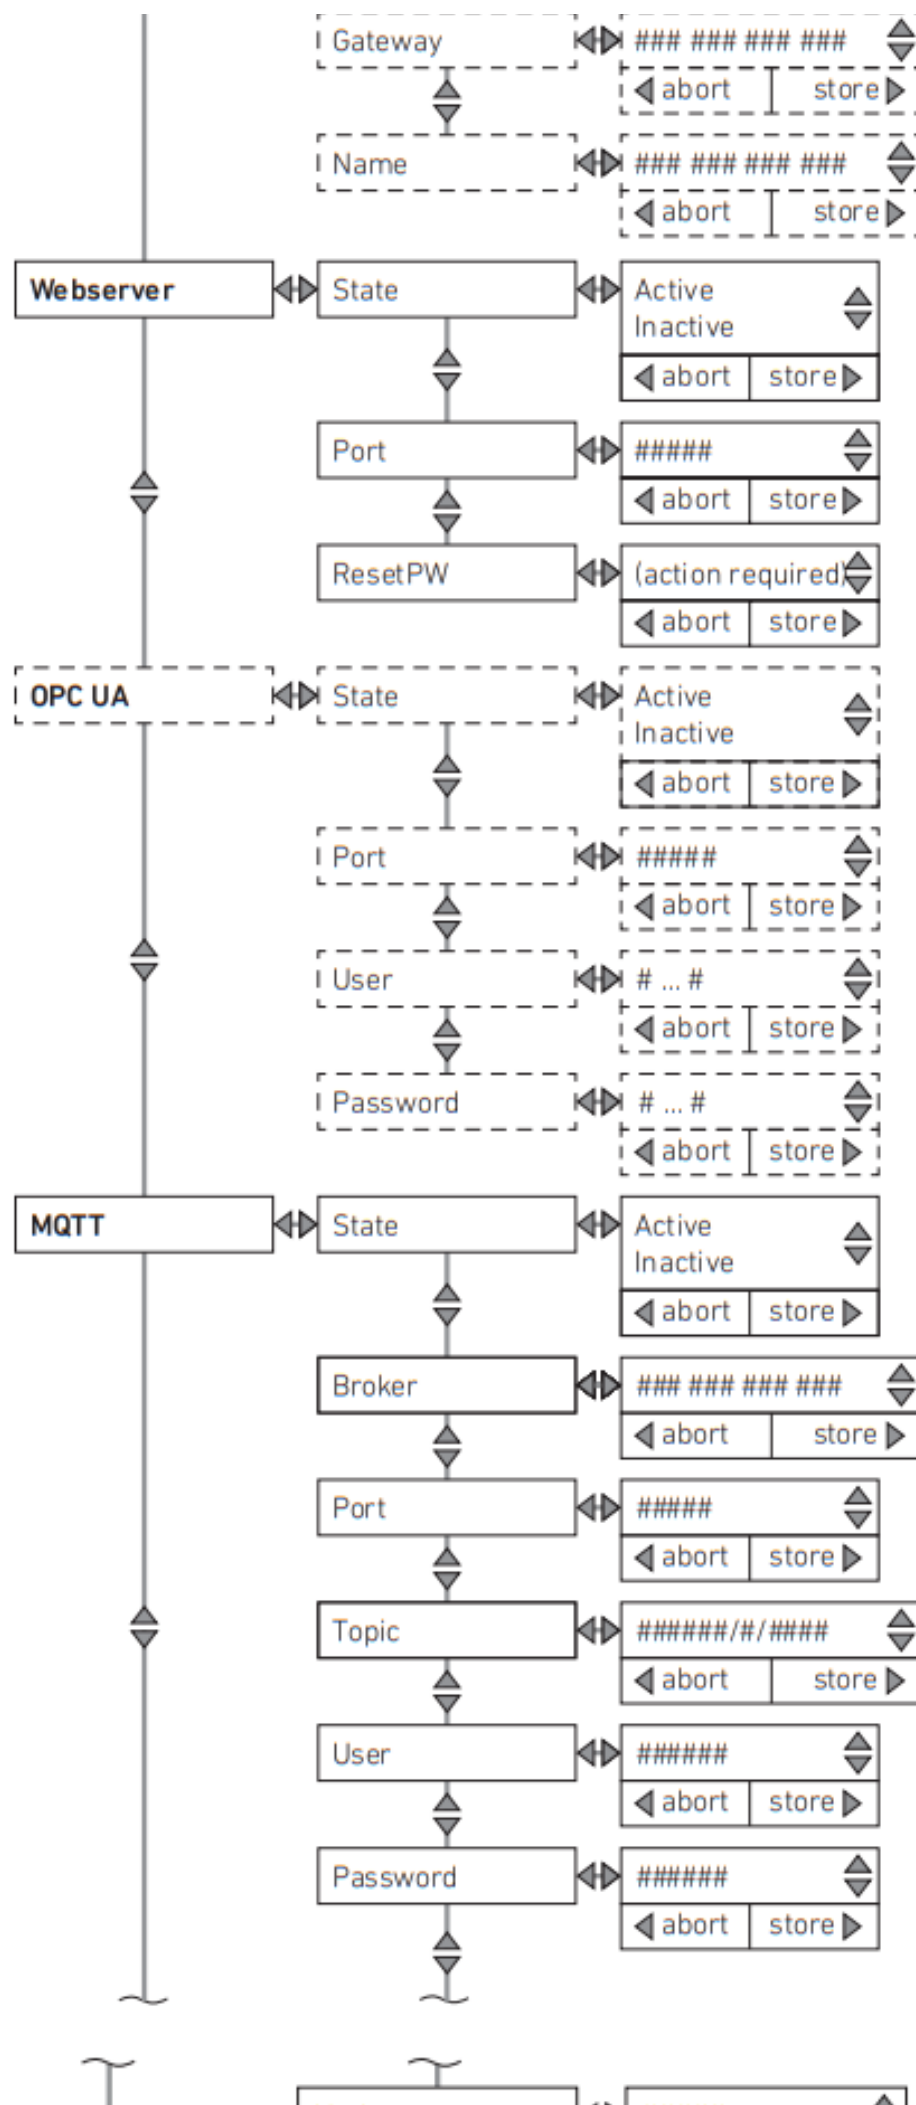 Gateway ### ### ### ###
abort store
Name ### ### ### ###
abort store
Webserver State Active
Inactive
abort store
Port #####
abort store
ResetPW (action required)
abort store
OPC UA State Active
Inactive
abort store
Port #####
abort store
User # ... #
abort store
Password # ... #
abort store
MQTT State Active
Inactive
abort store
Broker ### ### ### ###
abort store
Port #####
abort store
Topic ######/#/####
abort store
User ######
abort store
Password ######
abort store